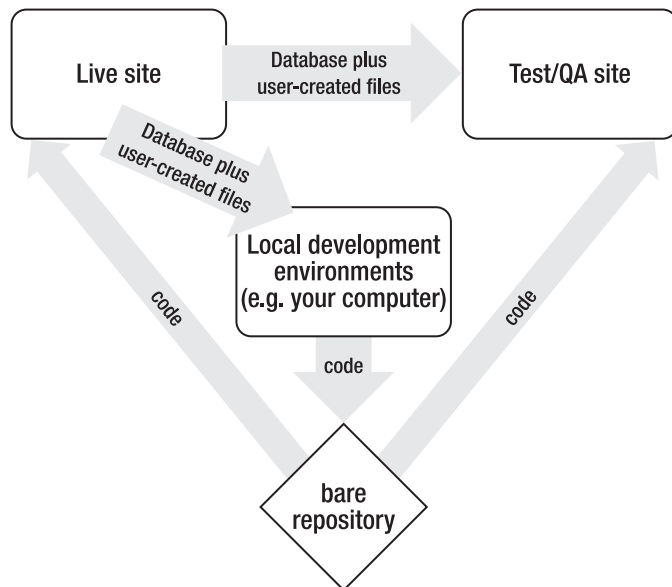 Live site
Database plus
user-created files
Test/QA site
Database plus
user-created files
Local development
environments
(e.g. your computer)
code
code
code
bare
repository